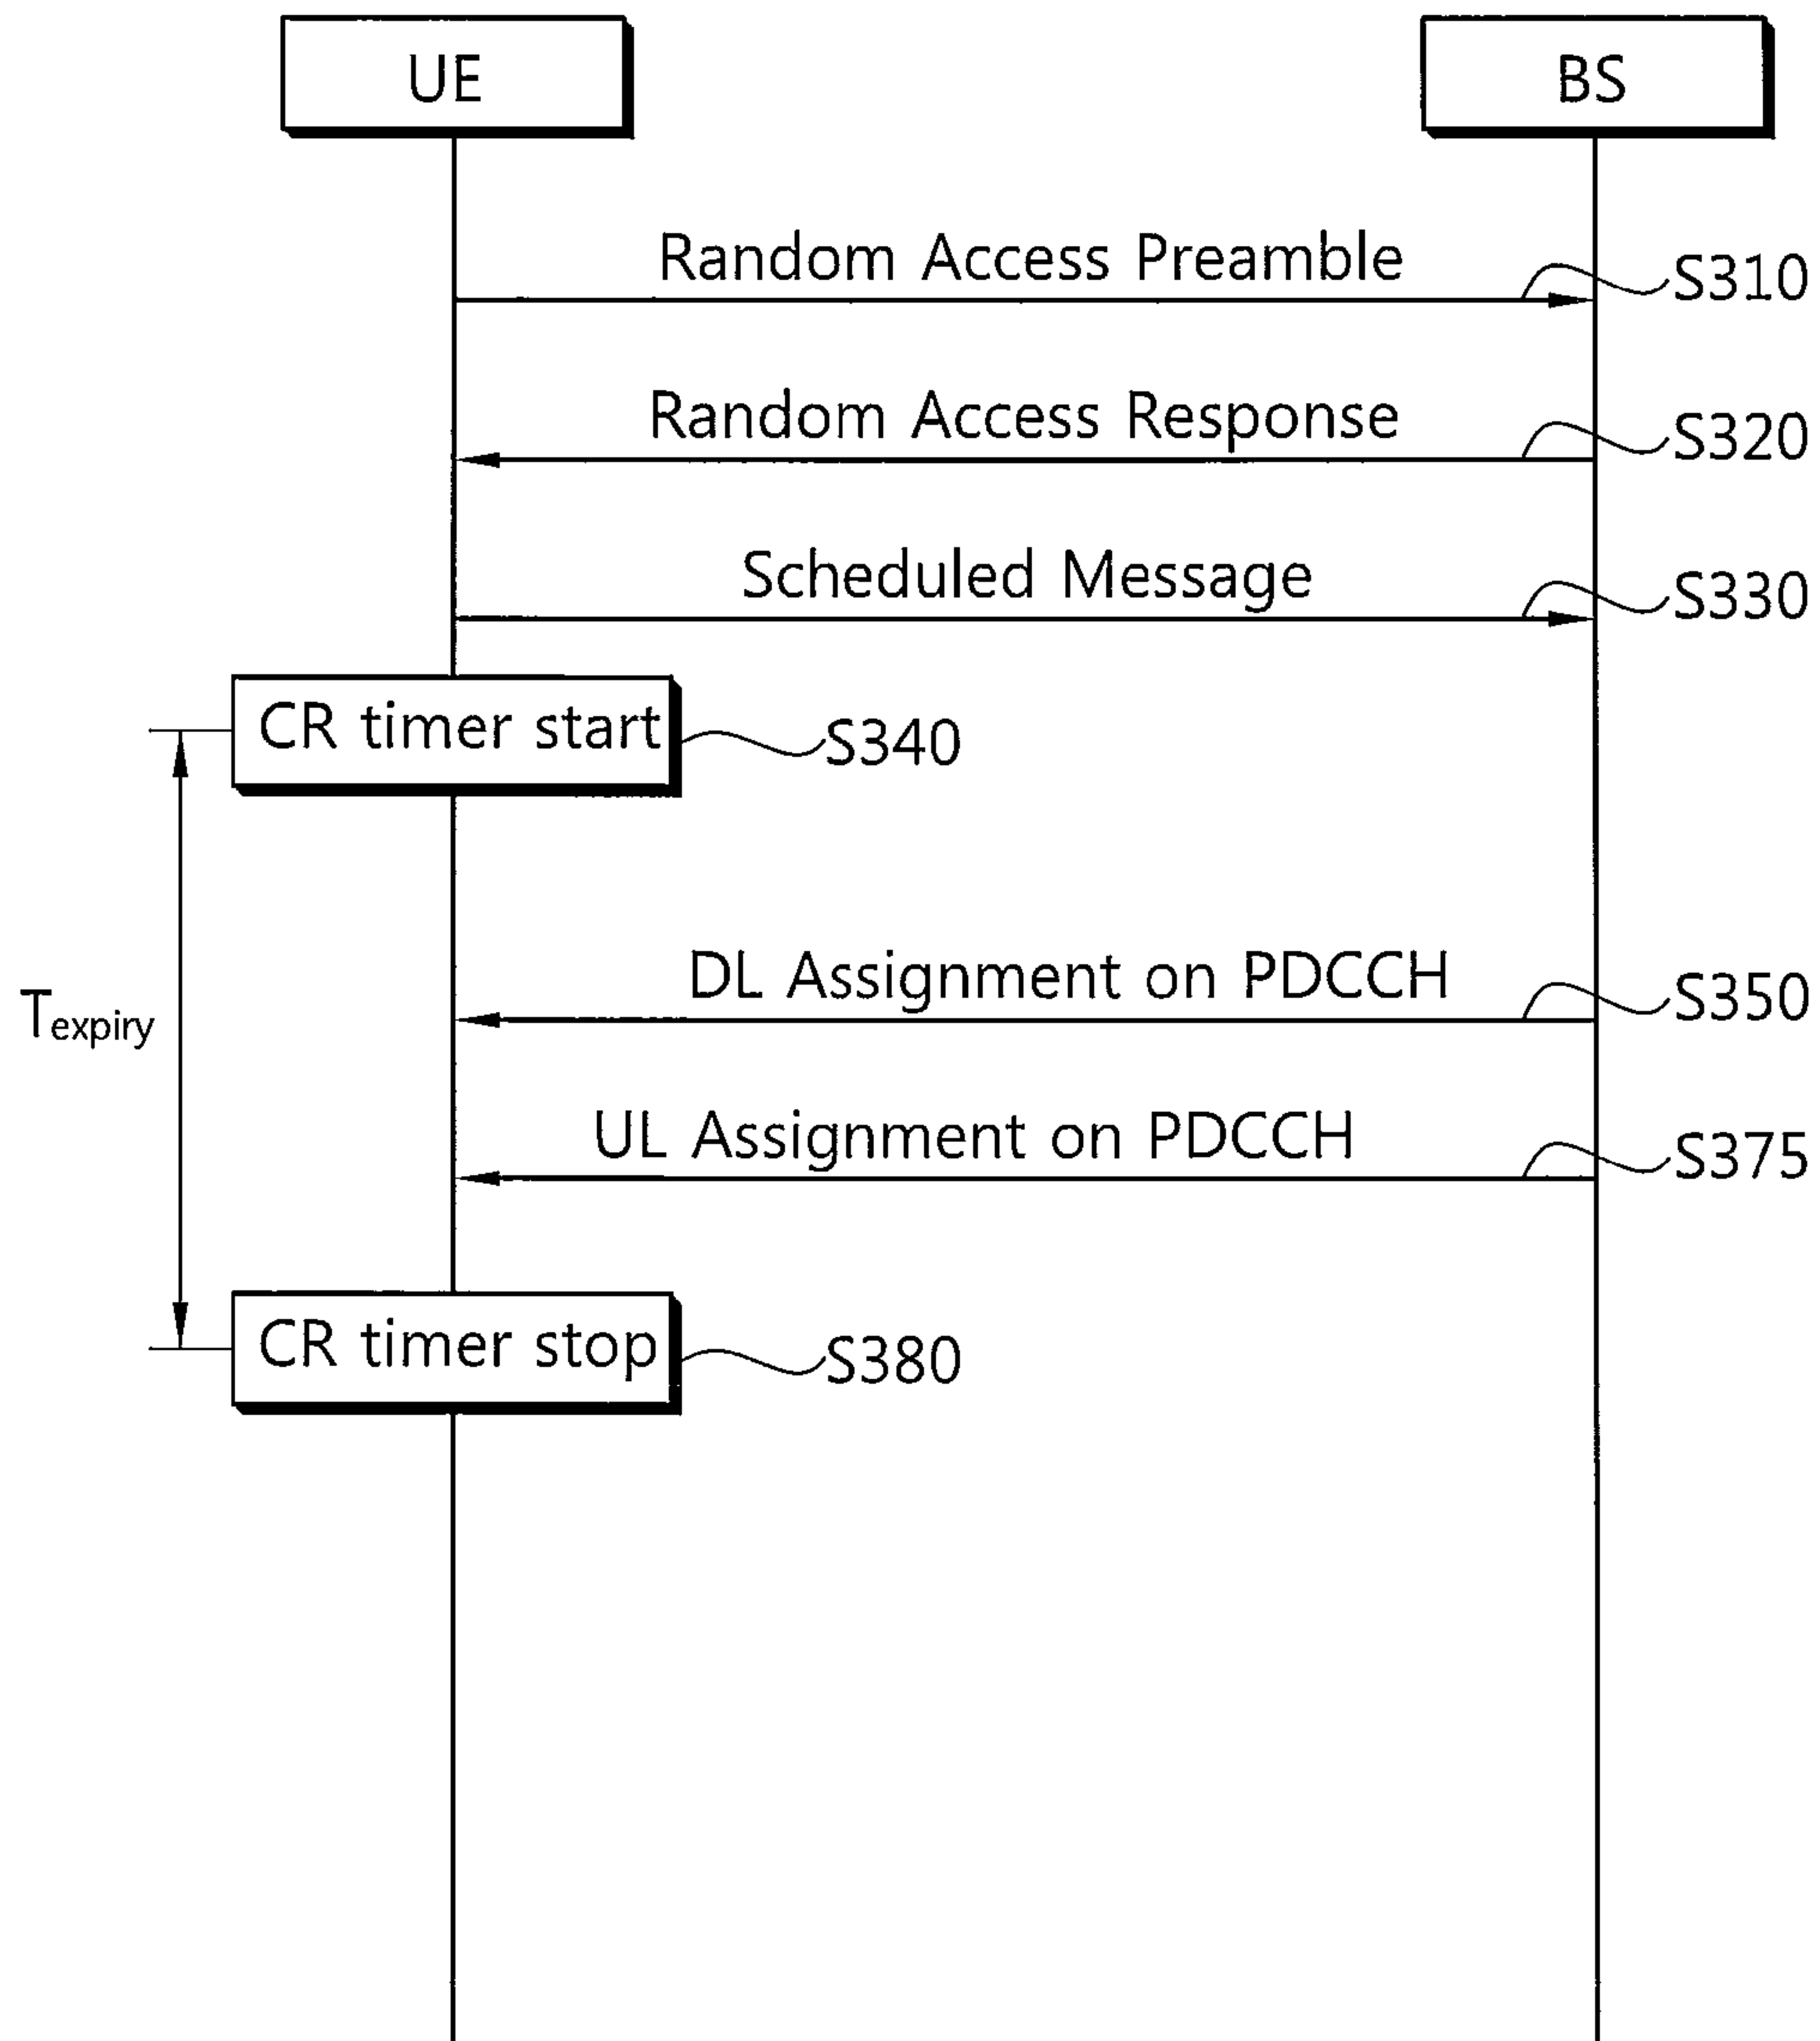 UE
BS
Random Access Preamble
S310
Random Access Response
S320
Scheduled Message
S330
CR timer start
S340
DL Assignment on PDCCH
S350
Texpiry
UL Assignment on PDCCH
S375
CR timer stop
S380